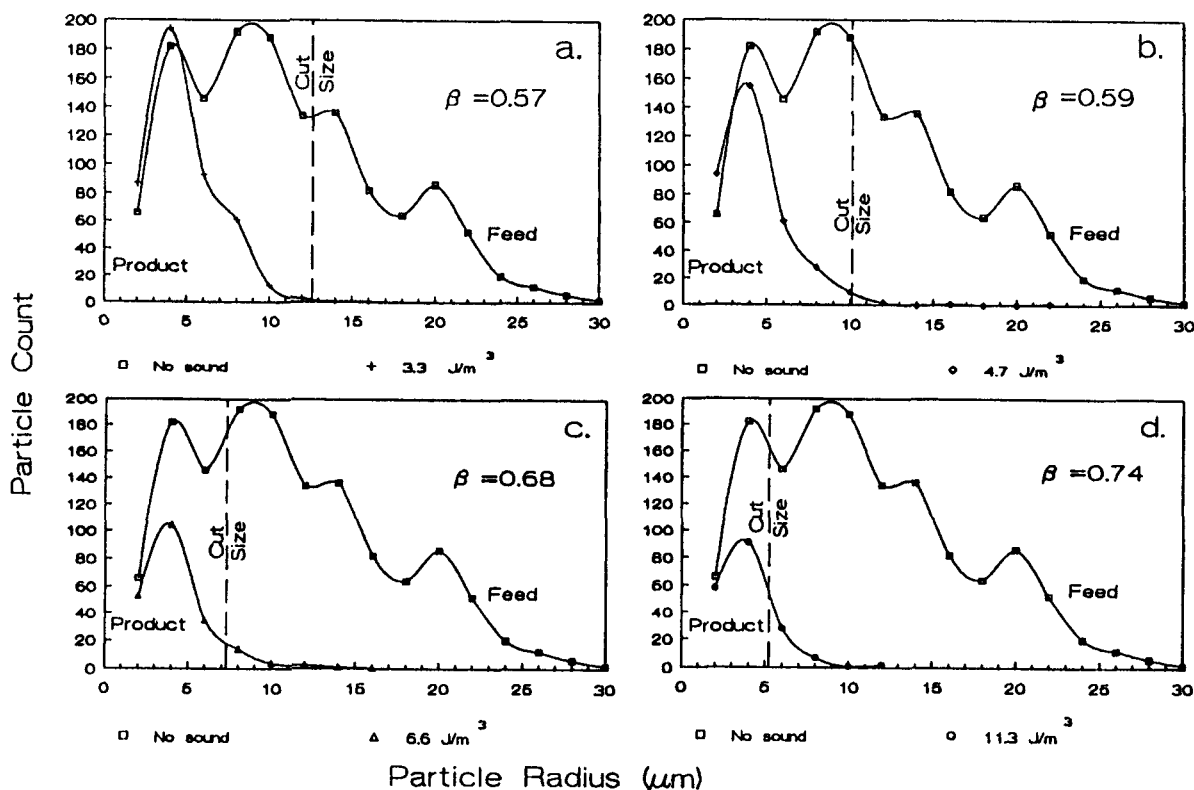 Particle Count
200 180 160 140 120 100 80 60 40 20 0
a.
Cut Size
β =0.57
Product
Feed
0 5 10 15 20 25 30
No sound 3.3 J/m³
200 180 160 140 120 100 80 60 40 20 0
b.
β =0.59
Cut Size
Product
Feed
0 5 10 15 20 25 30
No sound 4.7 J/m³
200 180 160 140 120 100 80 60 40 20 0
c.
β =0.68
Cut Size
Product
Feed
0 5 10 15 20 25 30
No sound 6.6 J/m³
200 180 160 140 120 100 80 60 40 20 0
d.
β =0.74
Cut Size
Product
Feed
0 5 10 15 20 25 30
No sound 11.3 J/m³
Particle Radius (μm)